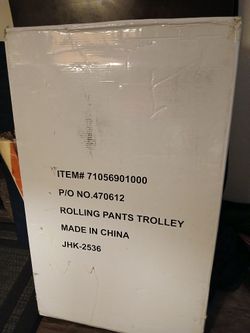 ITEM# 71056901000
P/O NO.470612
ROLLING PANTS TROLLEY
MADE IN CHINA
JHK-2536